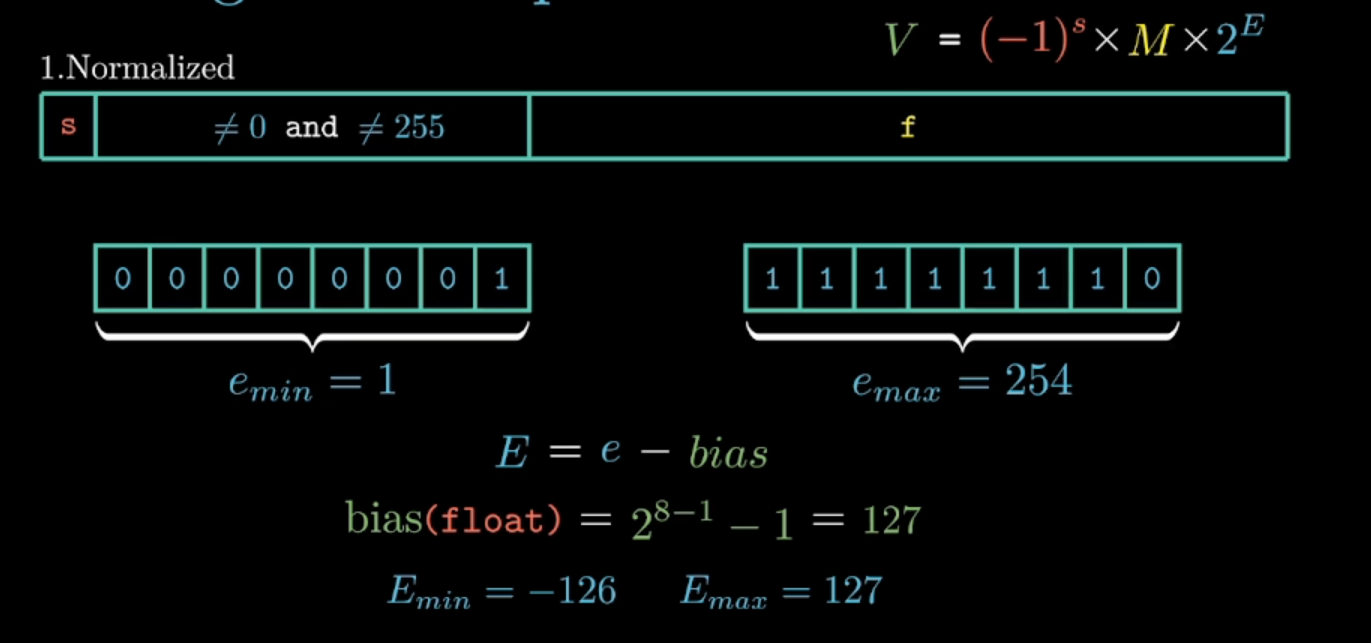 V = (−1)^s × M × 2^E
1.Normalized
s ≠ 0 and ≠ 255 f
0 0 0 0 0 0 0 1 1 1 1 1 1 1 1 0
e_min = 1 e_max = 254
E = e − bias
bias(float) = 2^{8−1} − 1 = 127
E_min = −126 E_max = 127